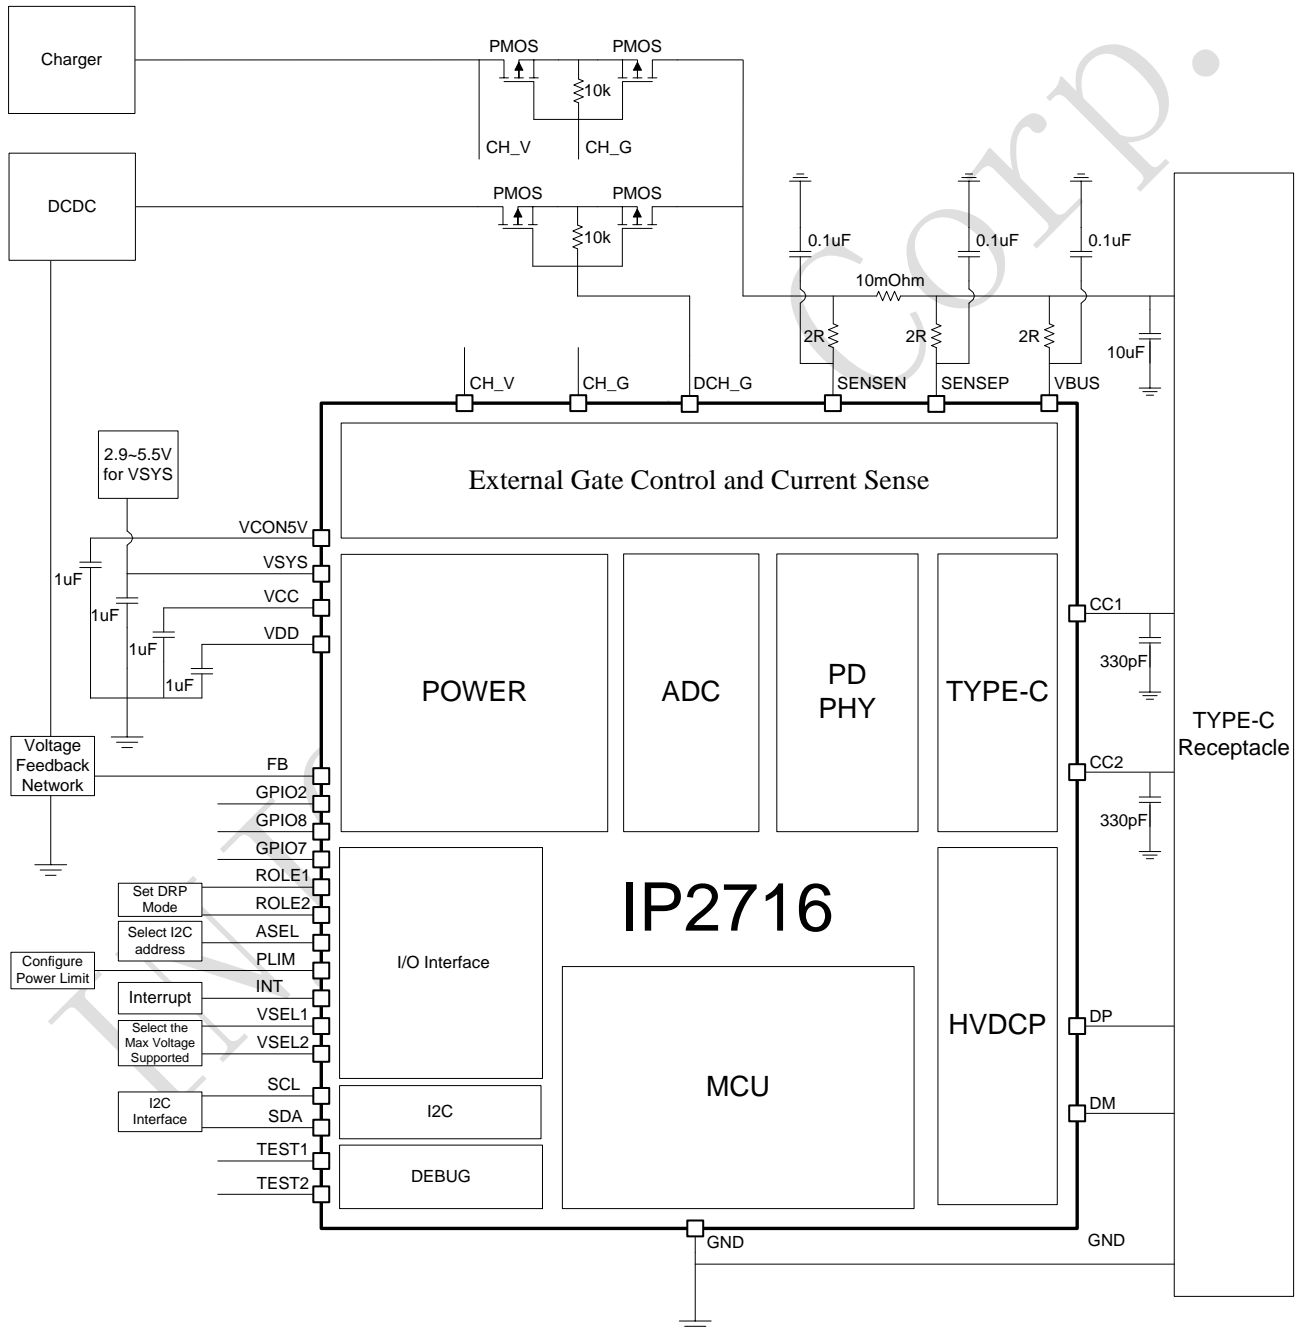 Charger
PMOS
PMOS
10k
CH_V
CH_G
DCDC
PMOS
PMOS
10k
0.1uF
0.1uF
0.1uF
10mOhm
2R
2R
2R
10uF
CH_V
CH_G
DCH_G
SENSEN
SENSEP
VBUS
2.9~5.5V
for VSYS
External Gate Control and Current Sense
VCON5V
VSYS
VCC
VDD
1uF
1uF
1uF
1uF
POWER
ADC
PD
PHY
TYPE-C
CC1
330pF
CC2
330pF
TYPE-C
Receptacle
Voltage
Feedback
Network
FB
GPIO2
GPIO8
GPIO7
ROLE1
ROLE2
ASEL
PLIM
INT
VSEL1
VSEL2
SCL
SDA
TEST1
TEST2
Set DRP
Mode
Select I2C
address
Configure
Power Limit
Interrupt
Select the
Max Voltage
Supported
I2C
Interface
I/O Interface
I2C
DEBUG
IP2716
MCU
HVDCP
DP
DM
GND
GND
Corp.